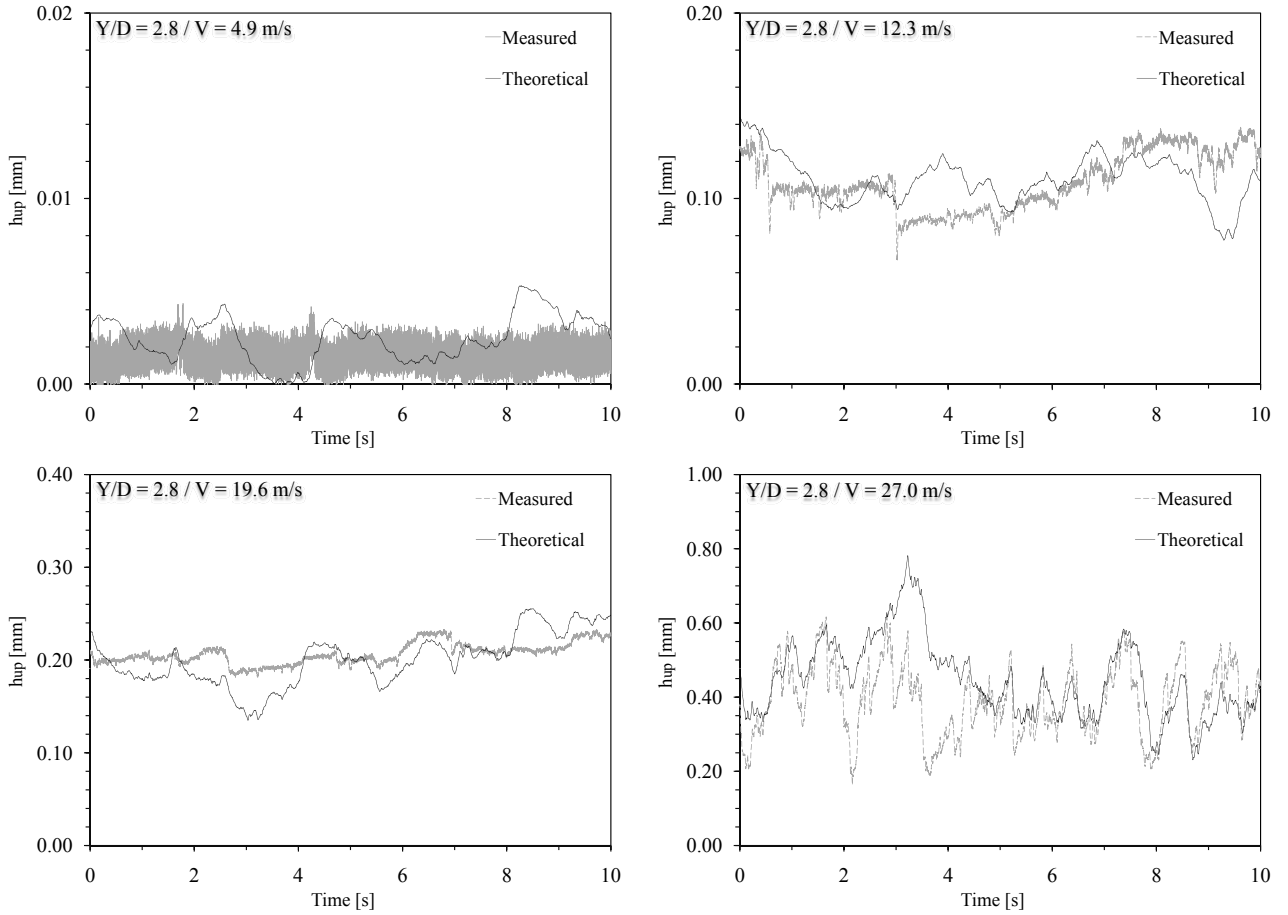 Y/D = 2.8 / V = 4.9 m/s
Measured
Theoretical
0.02
0.01
0.00
hup [mm]
0 2 4 6 8 10
Time [s]
Y/D = 2.8 / V = 12.3 m/s
Measured
Theoretical
0.20
0.15
0.10
0.05
0.00
hup [mm]
0 2 4 6 8 10
Time [s]
Y/D = 2.8 / V = 19.6 m/s
Measured
Theoretical
0.40
0.30
0.20
0.10
0.00
hup [mm]
0 2 4 6 8 10
Time [s]
Y/D = 2.8 / V = 27.0 m/s
Measured
Theoretical
1.00
0.80
0.60
0.40
0.20
0.00
hup [mm]
0 2 4 6 8 10
Time [s]